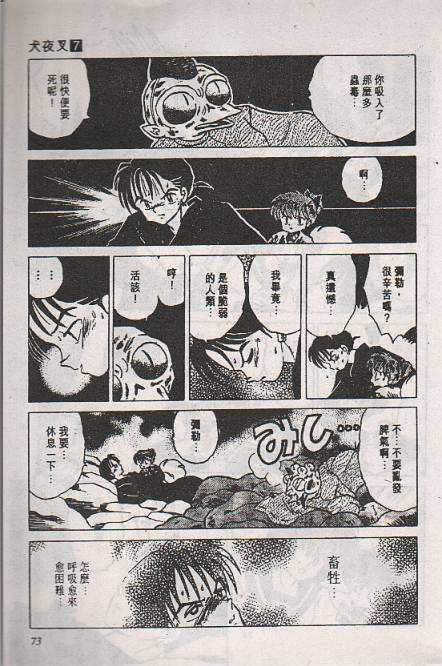 犬夜叉7
你吸入了
那麼多
蟲毒…
很快便要
死呢！
啊…
彌勒，
很辛苦嗎？
真遺憾…
我畢竟…
是個脆弱
的人類…
哼！
活該！
…
…
不…不要亂發
脾氣啊…
みし…
彌勒…
我要…
休息一下…
畜牲…
怎麼…
呼吸愈來
愈困難…
73